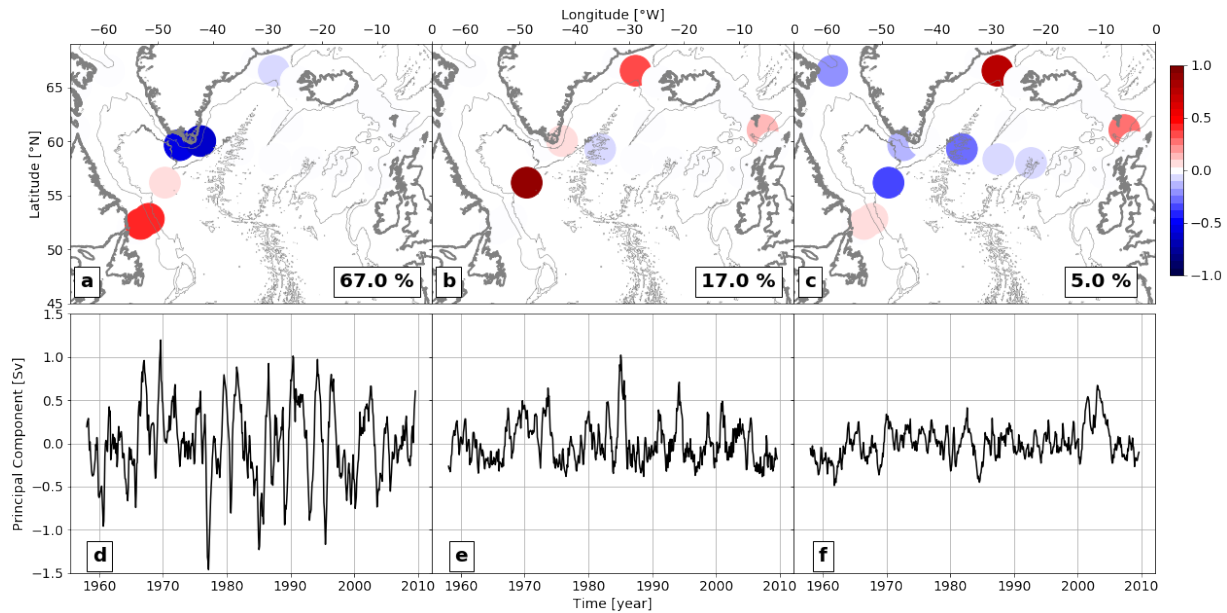 Longitude [°W]
−60 −50 −40 −30 −20 −10 0 −60 −50 −40 −30 −20 −10 0 −60 −50 −40 −30 −20 −10 0
Latitude [°N]
65
60
55
50
45
a 67.0 %
b 17.0 %
c 5.0 %
1.0
0.5
0.0
−0.5
−1.0
Principal Component [Sv]
1.5
1.0
0.5
0.0
−0.5
−1.0
−1.5
d
e
f
1960 1970 1980 1990 2000 2010 1960 1970 1980 1990 2000 2010 1960 1970 1980 1990 2000 2010
Time [year]